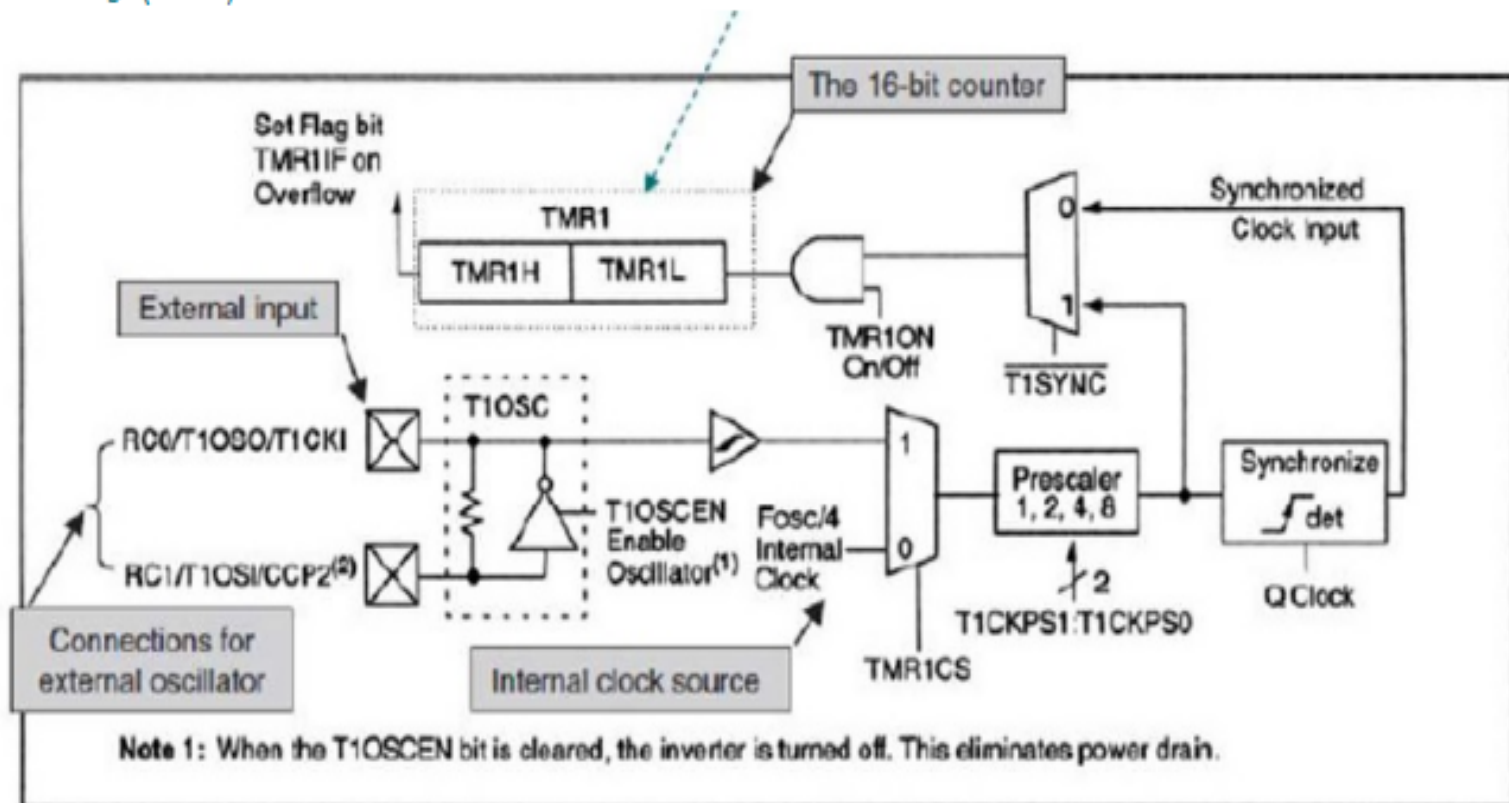 The 16-bit counter
Set Flag bit
TMR1IF on
Overflow
TMR1
TMR1H
TMR1L
0
1
Synchronized
Clock Input
External input
TMR1ON
On/Off
T1SYNC
T1OSC
RC0/T1OSO/T1CKI
1
Prescaler
1, 2, 4, 8
Synchronize
det
T1OSCEN
Enable
Oscillator(1)
Fosc/4
Internal
Clock
0
RC1/T1OSI/CCP2(2)
2
T1CKPS1:T1CKPS0
Q Clock
Connections for
external oscillator
Internal clock source
TMR1CS
Note 1: When the T1OSCEN bit is cleared, the inverter is turned off. This eliminates power drain.